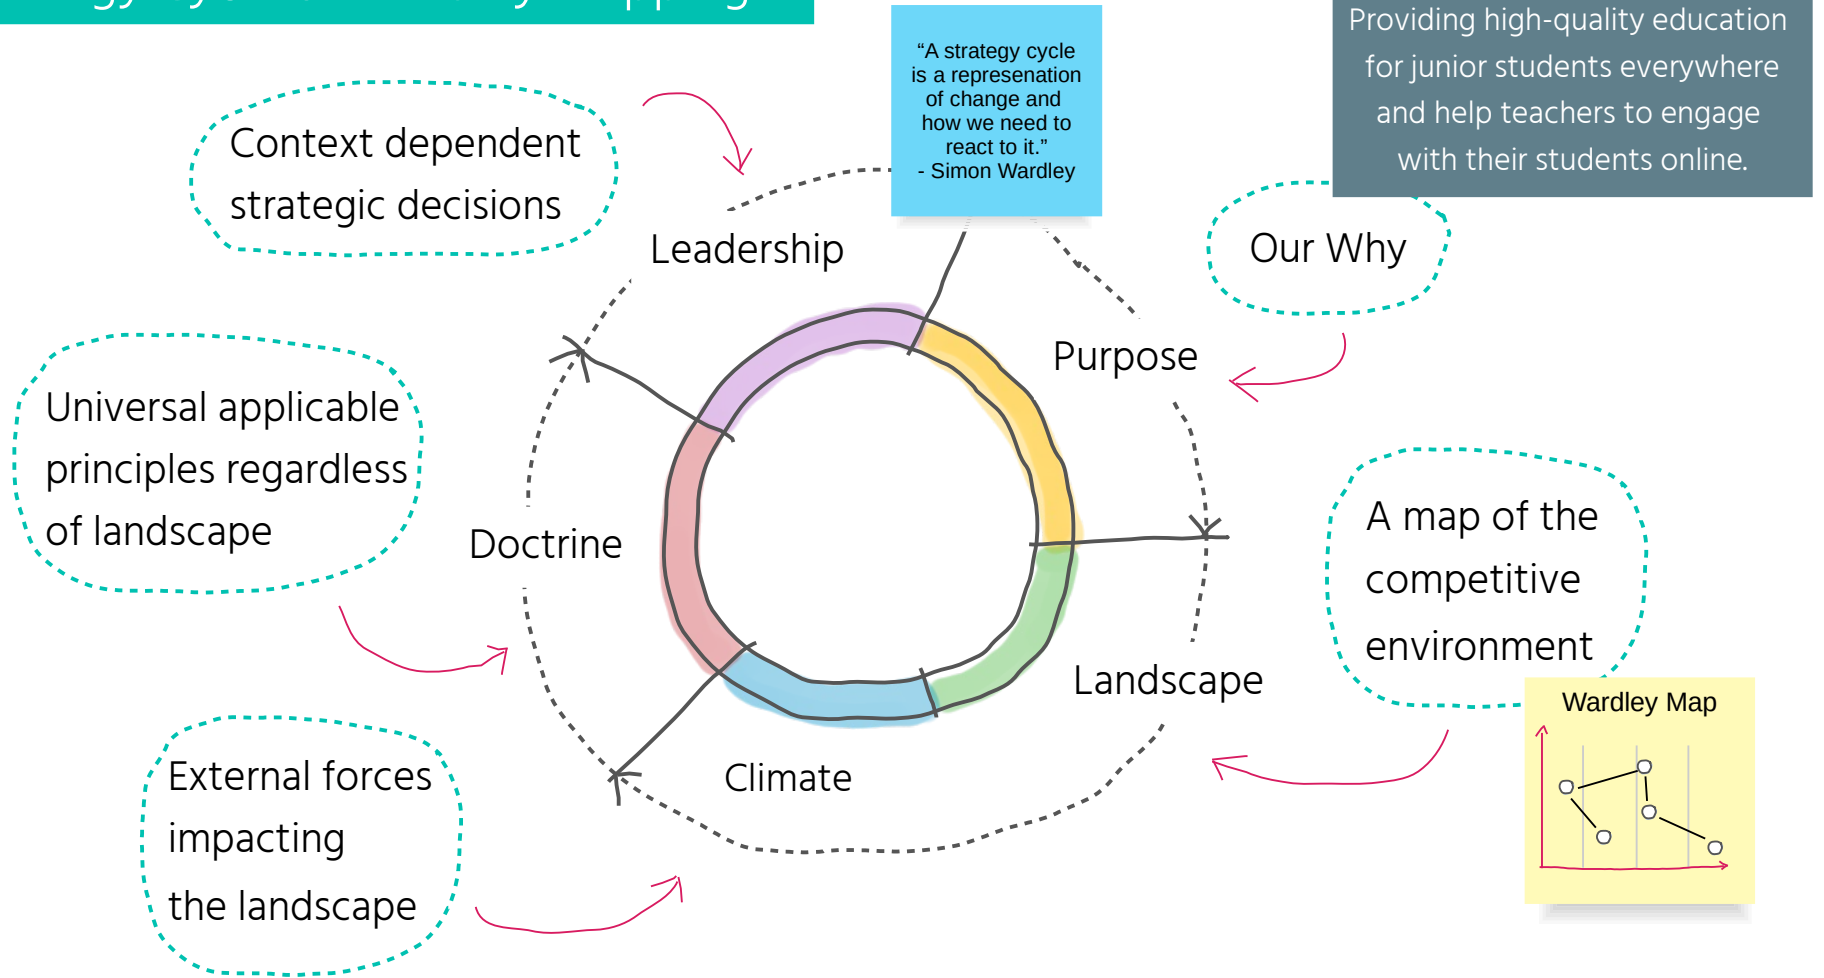 “A strategy cycle
is a represenation
of change and
how we need to
react to it.”
- Simon Wardley
Providing high-quality education
for junior students everywhere
and help teachers to engage
with their students online.
Context dependent
strategic decisions
Leadership
Our Why
Purpose
Universal applicable
principles regardless
of landscape
Doctrine
A map of the
competitive
environment
Landscape
Wardley Map
Climate
External forces
impacting
the landscape